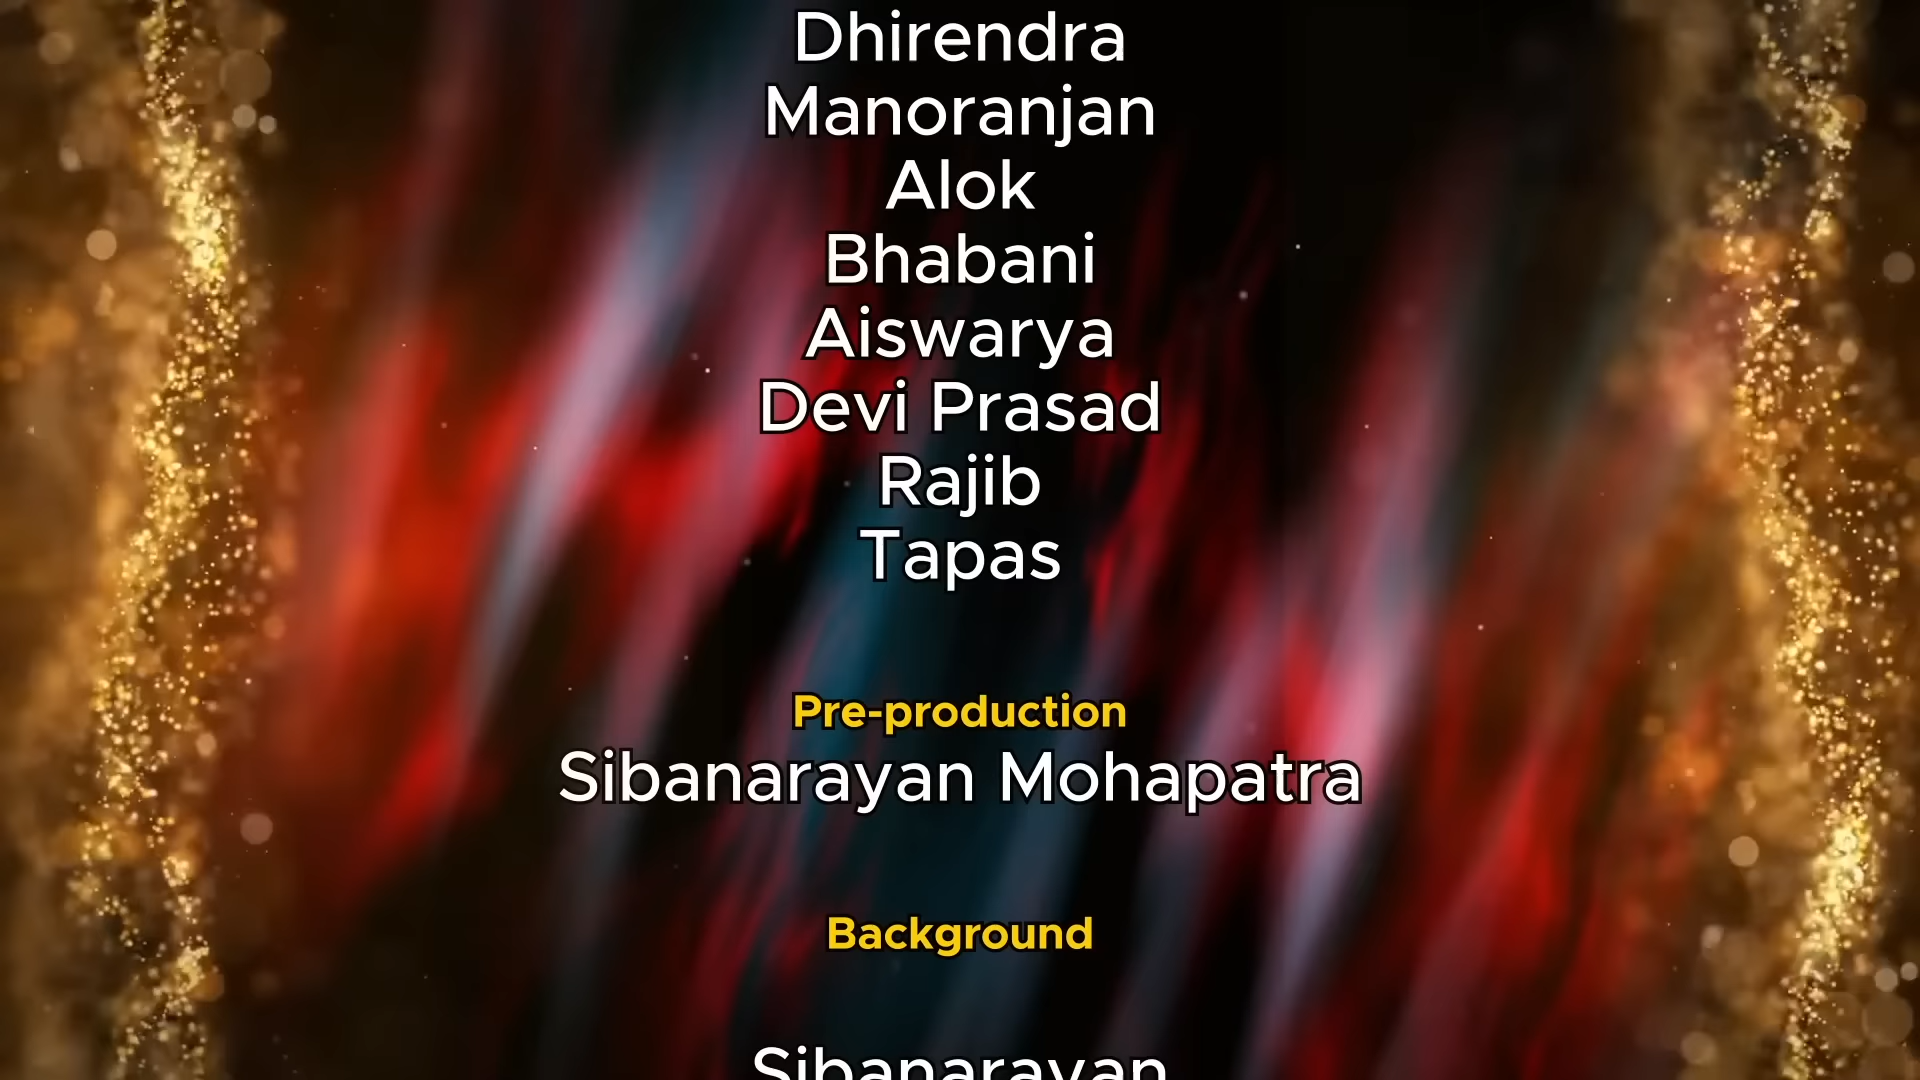 Dhirendra
Manoranjan
Alok
Bhabani
Aiswarya
Devi Prasad
Rajib
Tapas
Pre-production
Sibanarayan Mohapatra
Background
Sibanarayan